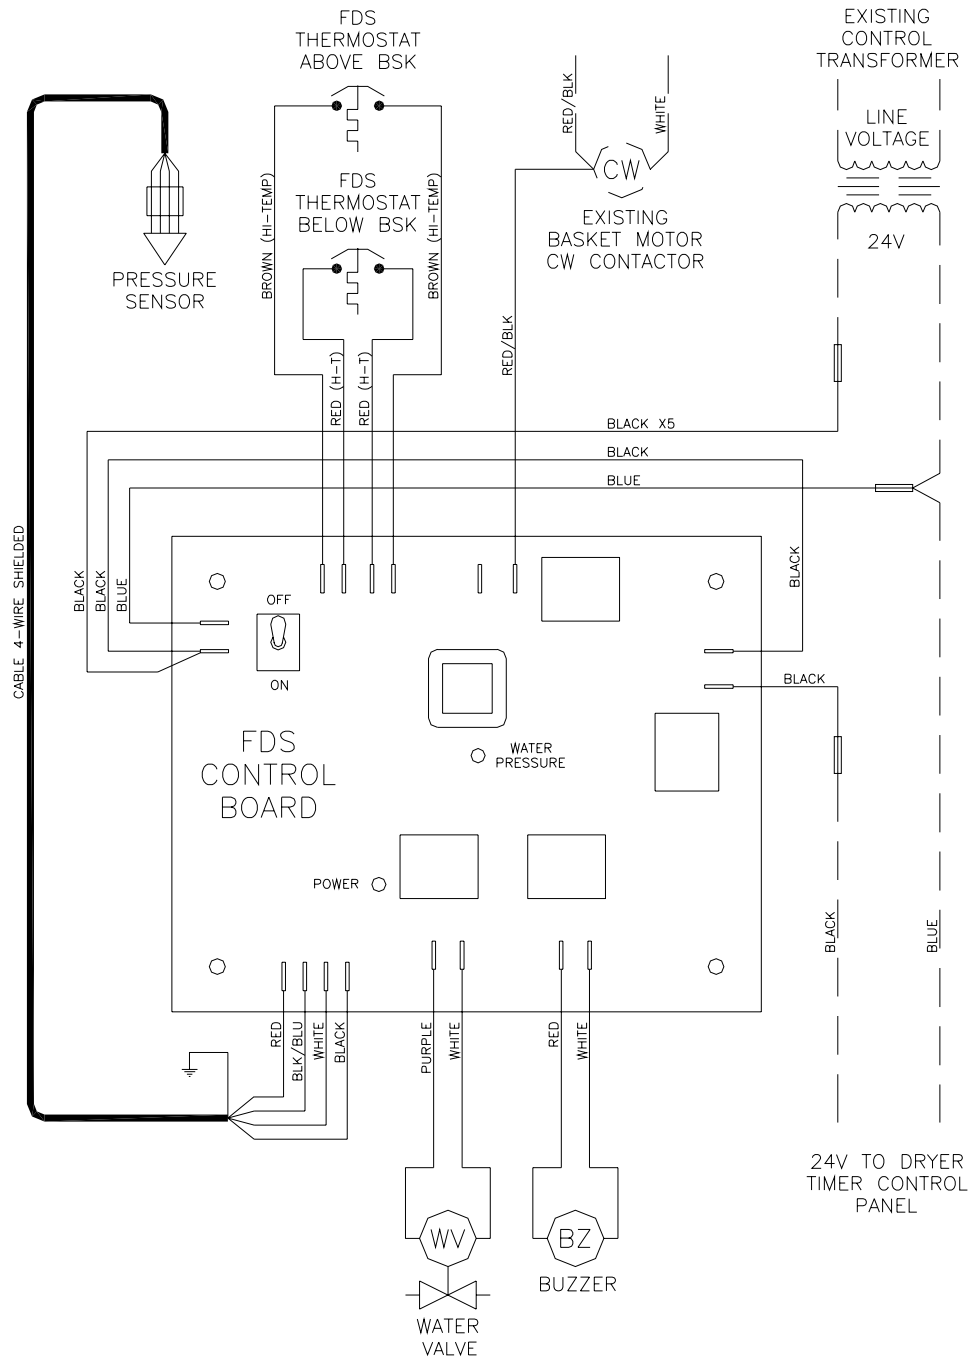 FDS
THERMOSTAT
ABOVE BSK
EXISTING
CONTROL
TRANSFORMER
RED/BLK
WHITE
LINE
VOLTAGE
CW
FDS
THERMOSTAT
BELOW BSK
BROWN (HI-TEMP)
BROWN (HI-TEMP)
EXISTING
BASKET MOTOR
CW CONTACTOR
24V
PRESSURE
SENSOR
RED (H-T)
RED (H-T)
RED/BLK
BLACK X5
BLACK
BLUE
CABLE 4-WIRE SHIELDED
BLACK
BLACK
BLUE
BLACK
OFF
ON
BLACK
FDS
CONTROL
BOARD
WATER
PRESSURE
POWER
BLACK
BLUE
RED
BLK/BLU
WHITE
BLACK
PURPLE
WHITE
RED
WHITE
24V TO DRYER
TIMER CONTROL
PANEL
WV
BZ
BUZZER
WATER
VALVE